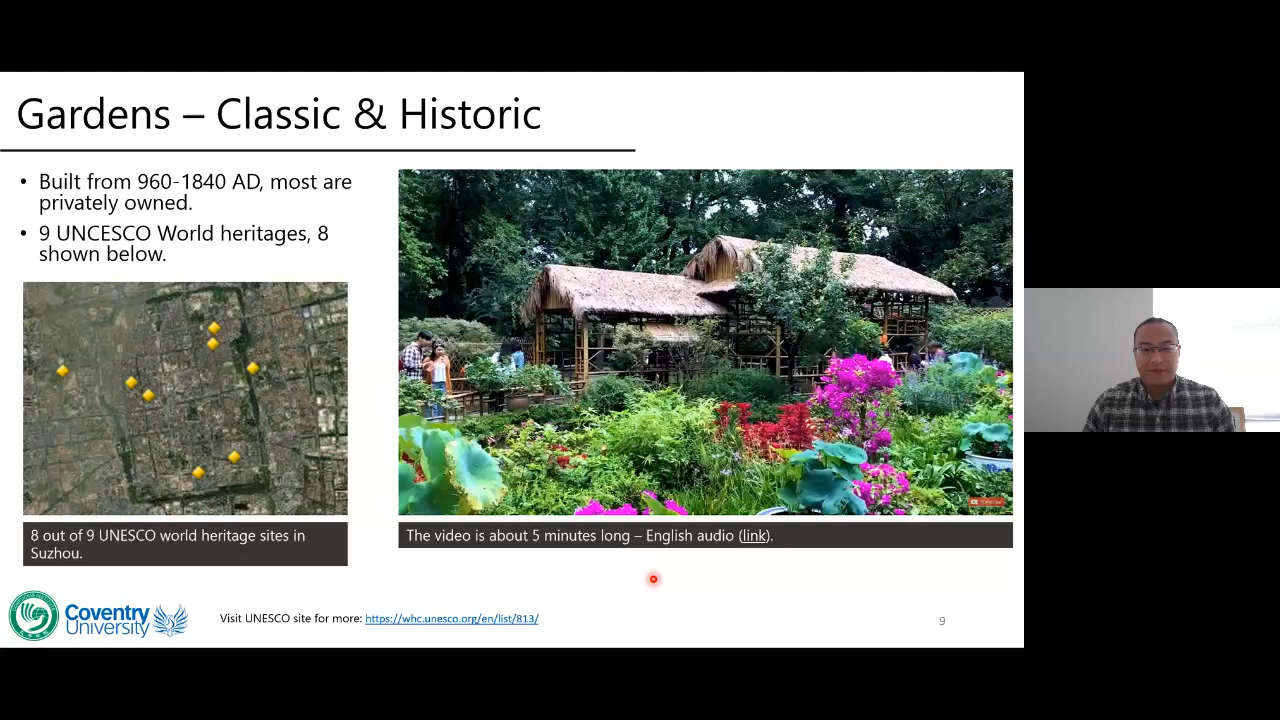 Gardens – Classic & Historic
• Built from 960-1840 AD, most are
privately owned.
• 9 UNCESCO World heritages, 8
shown below.
8 out of 9 UNESCO world heritage sites in
Suzhou.
The video is about 5 minutes long – English audio (link).
Coventry
University
Visit UNESCO site for more: https://whc.unesco.org/en/list/813/
9